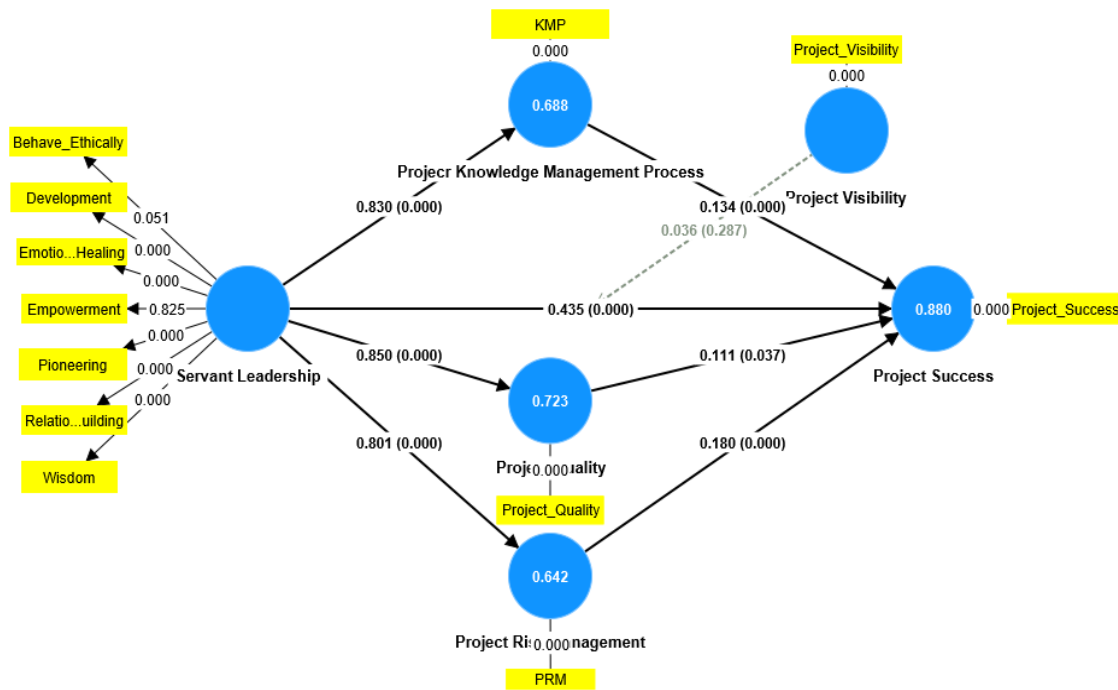 KMP
0.000
Project_Visibility
0.000
0.688
Behave_Ethically
Projecr Knowledge Management Process
Development
0.051
0.830 (0.000)
0.134 (0.000)
Project Visibility
0.000
0.036 (0.287)
Emotio...Healing
0.000
Empowerment
0.825
0.435 (0.000)
0.880
0.000
Project_Success
0.000
Pioneering
0.000
Servant Leadership
0.850 (0.000)
0.111 (0.037)
Project Success
0.000
0.723
Relatio...uilding
0.801 (0.000)
0.180 (0.000)
Wisdom
0.000
Project_Quality
0.642
0.000
PRM